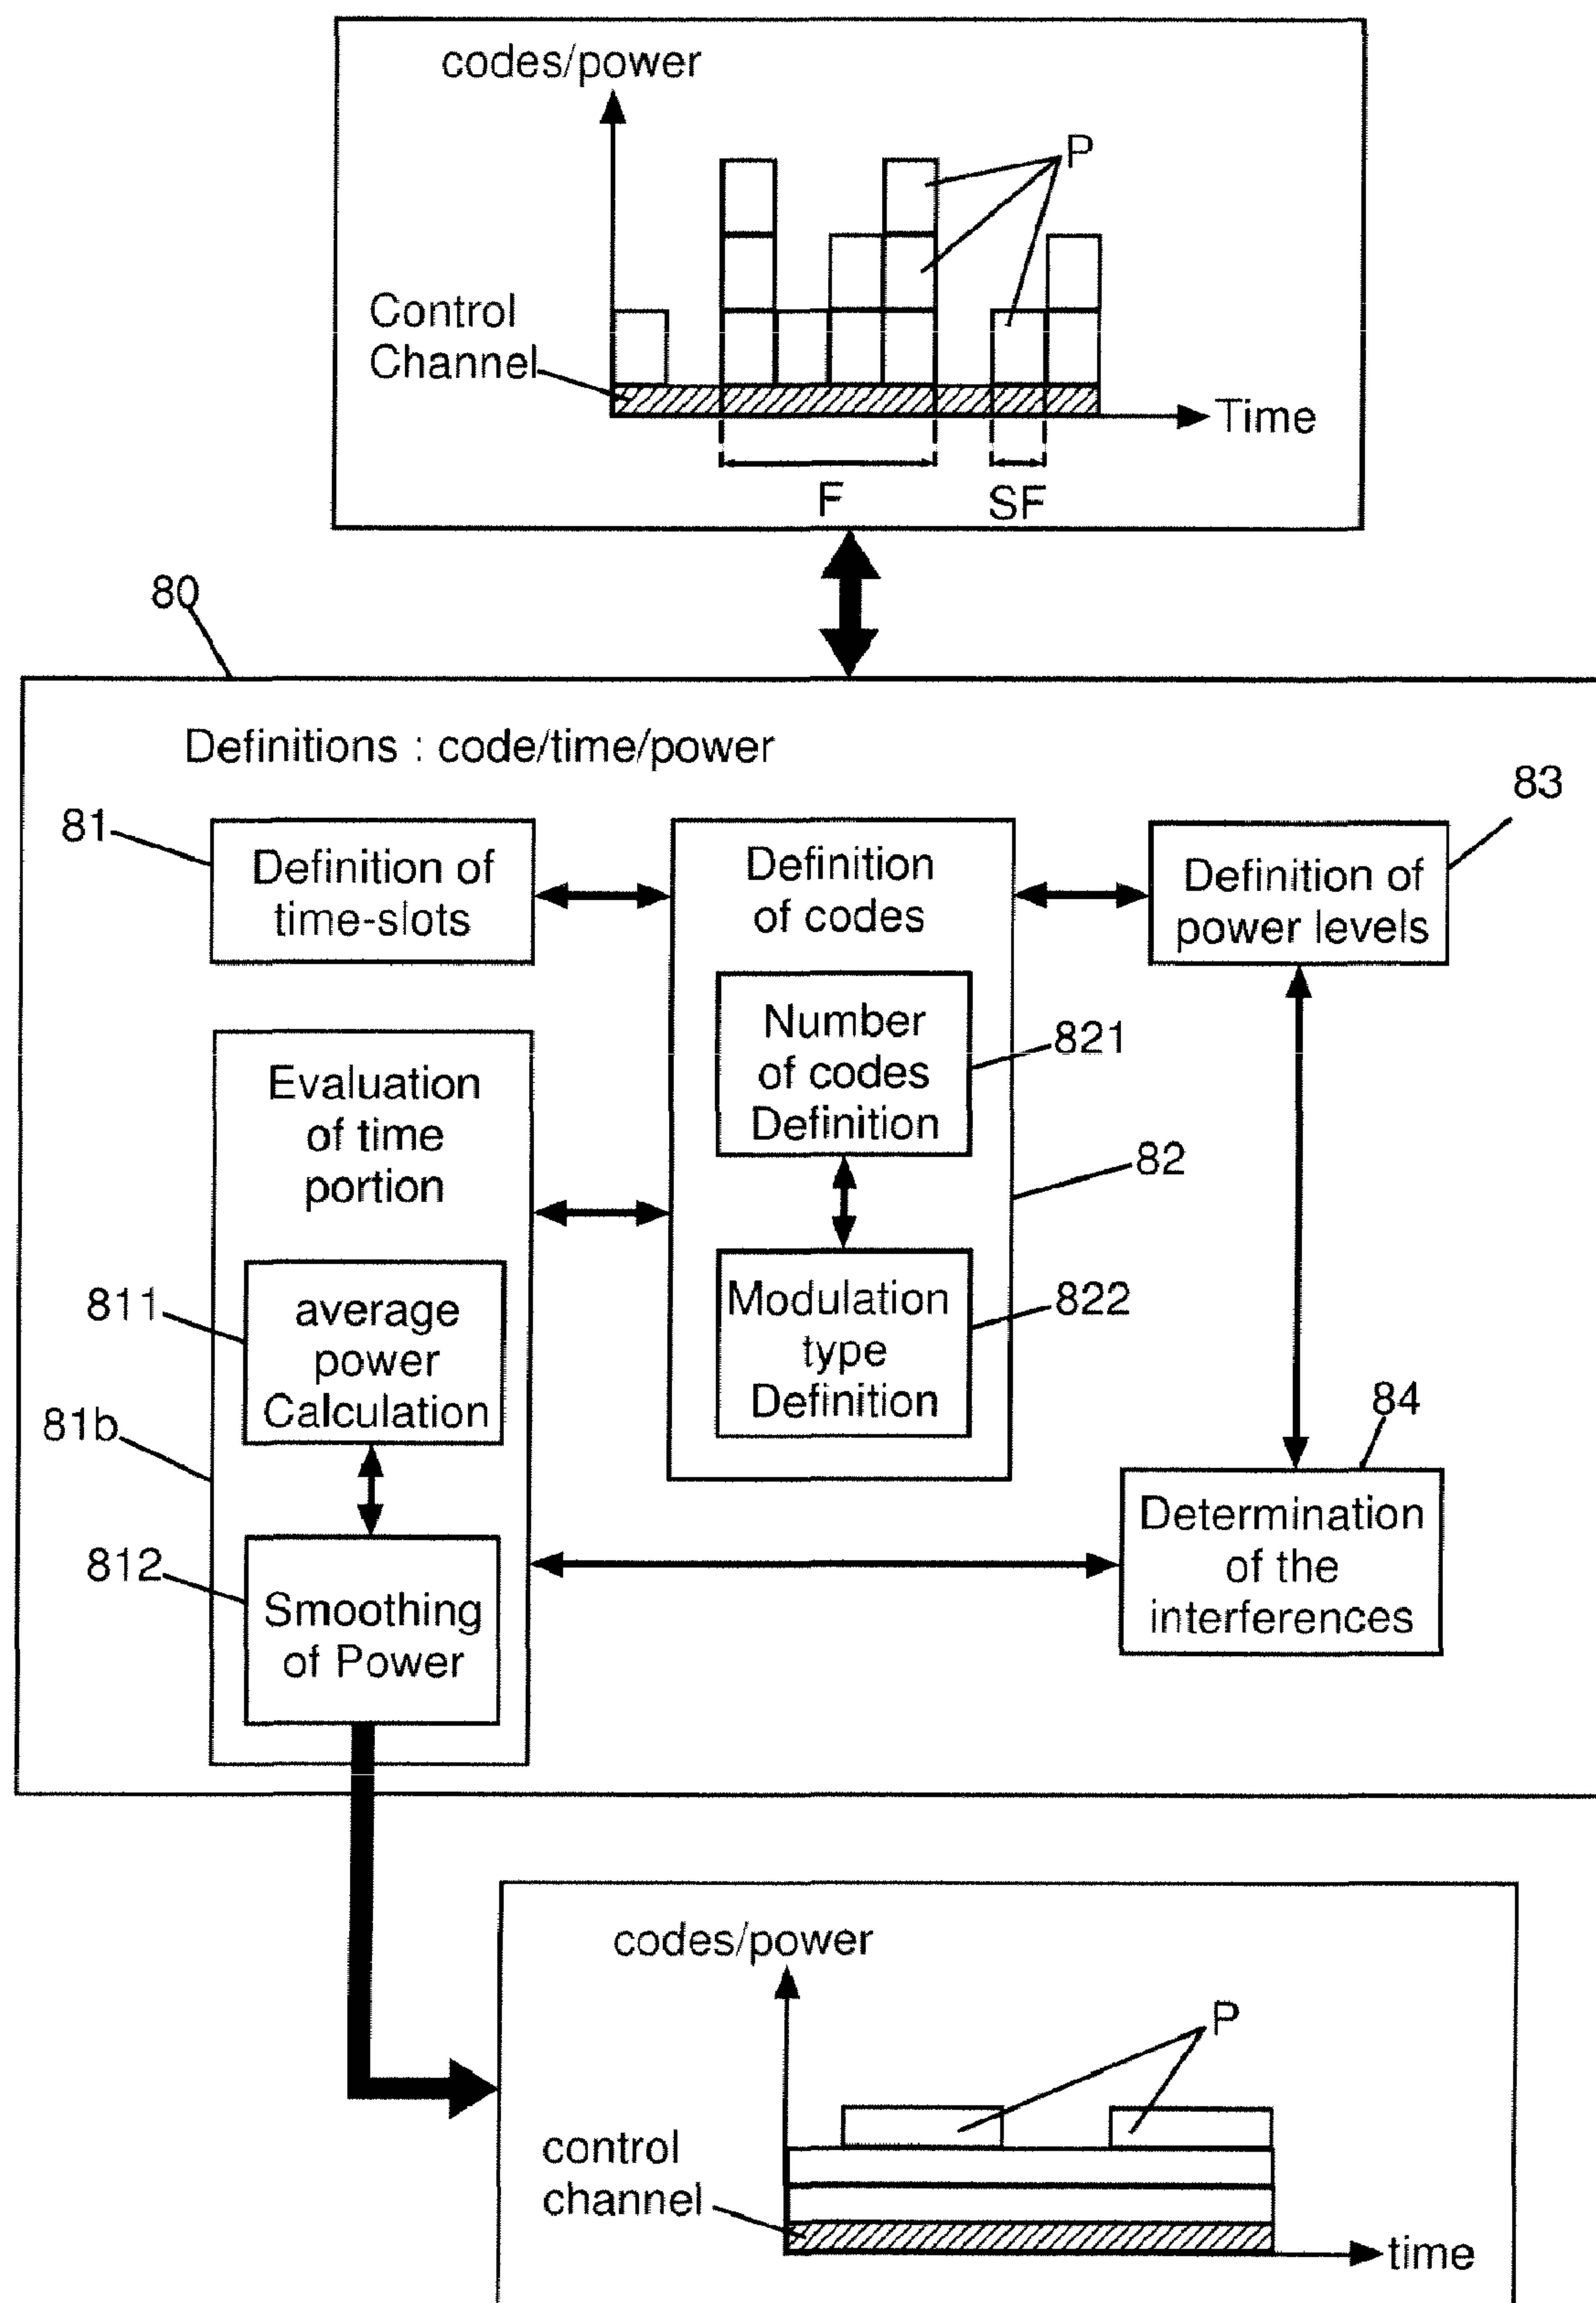 codes/power
P
Control
Channel
Time
F
SF
80
Definitions : code/time/power
83
81
Definition of
time-slots
Definition
of codes
Definition of
power levels
Number
of codes
Definition
821
Evaluation
of time
portion
82
811
average
power
Calculation
Modulation
type
Definition
822
81b
84
812
Smoothing
of Power
Determination
of the
interferences
codes/power
P
control
channel
time